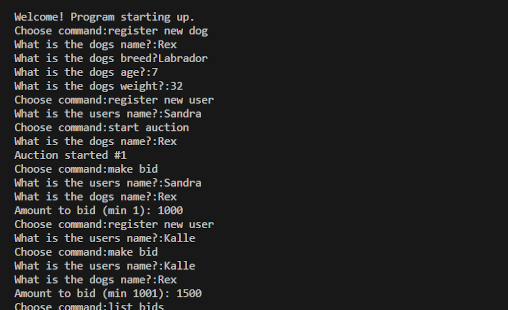 Welcome! Program starting up.
Choose command:register new dog
What is the dogs name?:Rex
What is the dogs breed?Labrador
What is the dogs age?:7
What is the dogs weight?:32
Choose command:register new user
What is the users name?:Sandra
Choose command:start auction
What is the dogs name?:Rex
Auction started #1
Choose command:make bid
What is the users name?:Sandra
What is the dogs name?:Rex
Amount to bid (min 1): 1000
Choose command:register new user
What is the users name?:Kalle
Choose command:make bid
What is the users name?:Kalle
What is the dogs name?:Rex
Amount to bid (min 1001): 1500
Choose command:list bids